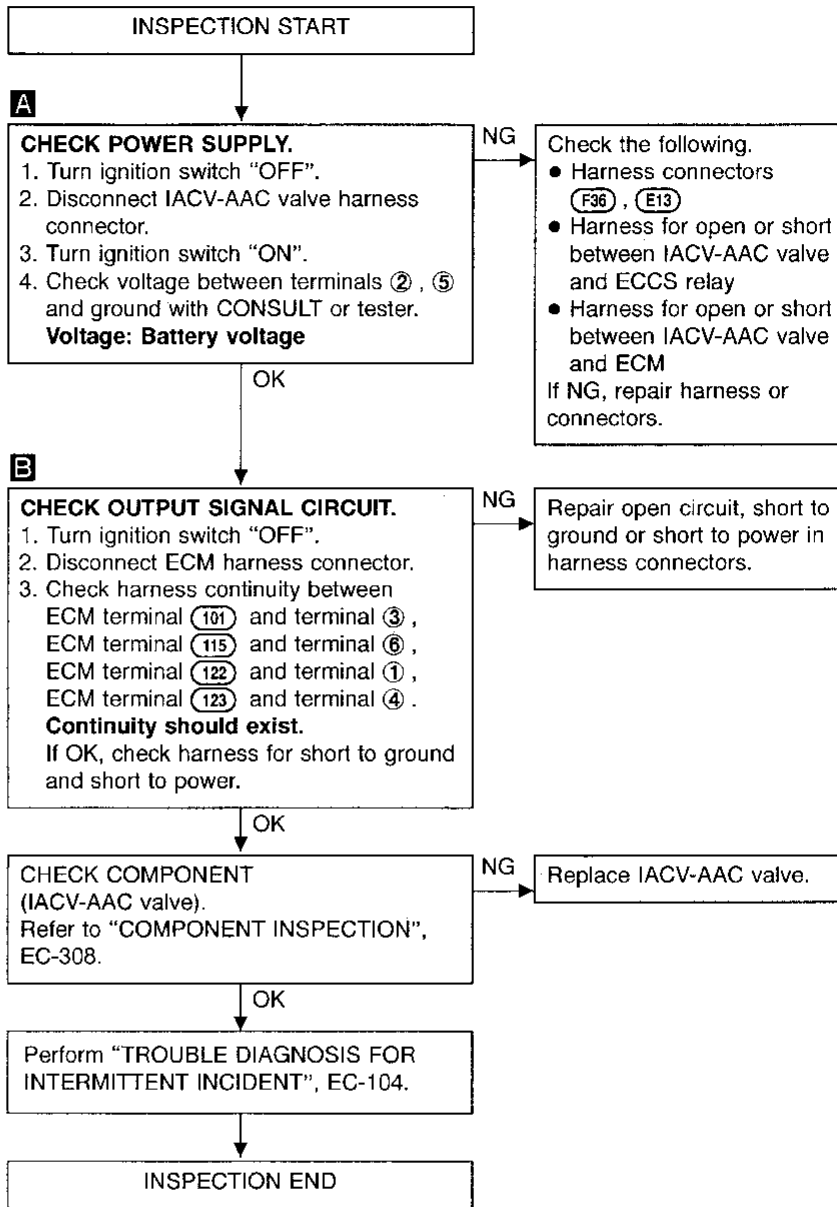 INSPECTION START
A
CHECK POWER SUPPLY.
1. Turn ignition switch “OFF”.
2. Disconnect IACV-AAC valve harness
connector.
3. Turn ignition switch “ON”.
4. Check voltage between terminals ②, ⑤
and ground with CONSULT or tester.
Voltage: Battery voltage
NG
Check the following.
● Harness connectors
F36, E13
● Harness for open or short
between IACV-AAC valve
and ECCS relay
● Harness for open or short
between IACV-AAC valve
and ECM
If NG, repair harness or
connectors.
OK
B
CHECK OUTPUT SIGNAL CIRCUIT.
1. Turn ignition switch “OFF”.
2. Disconnect ECM harness connector.
3. Check harness continuity between
ECM terminal 101 and terminal ③,
ECM terminal 115 and terminal ⑥,
ECM terminal 122 and terminal ①,
ECM terminal 123 and terminal ④.
Continuity should exist.
If OK, check harness for short to ground
and short to power.
NG
Repair open circuit, short to
ground or short to power in
harness connectors.
OK
CHECK COMPONENT
(IACV-AAC valve).
Refer to “COMPONENT INSPECTION”,
EC-308.
NG
Replace IACV-AAC valve.
OK
Perform “TROUBLE DIAGNOSIS FOR
INTERMITTENT INCIDENT”, EC-104.
INSPECTION END